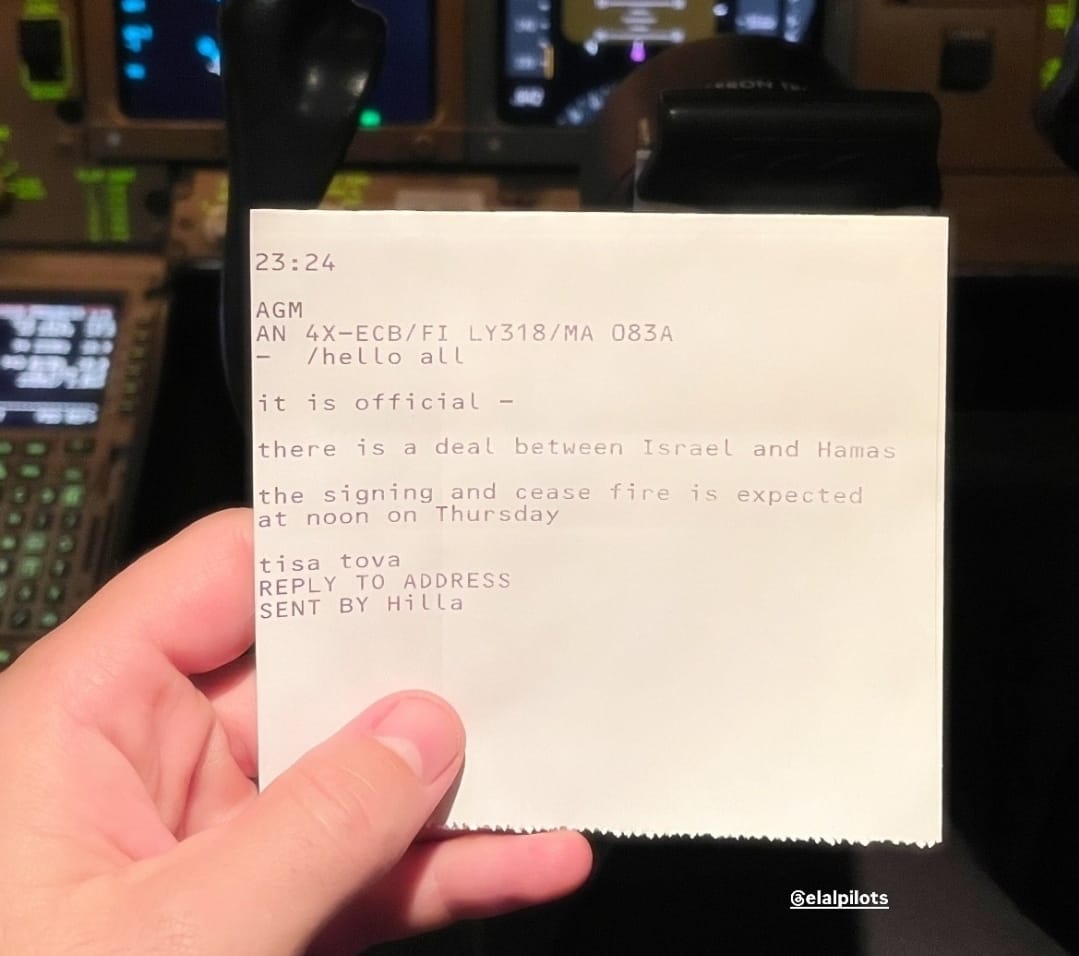 23:24
AGM
AN 4X-ECB/FI LY318/MA 083A
- /hello all
it is official -
there is a deal between Israel and Hamas
the signing and cease fire is expected
at noon on Thursday
tisa tova
REPLY TO ADDRESS
SENT BY Hilla
@elalpilots